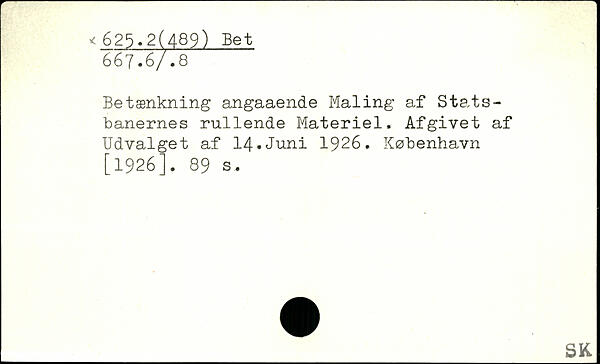 × 625.2(489) Bet
667.6/.8
Betænkning angaaende Maling af Stats-
banernes rullende Materiel. Afgivet af
Udvalget af 14.Juni 1926. København
[1926]. 89 s.
SK